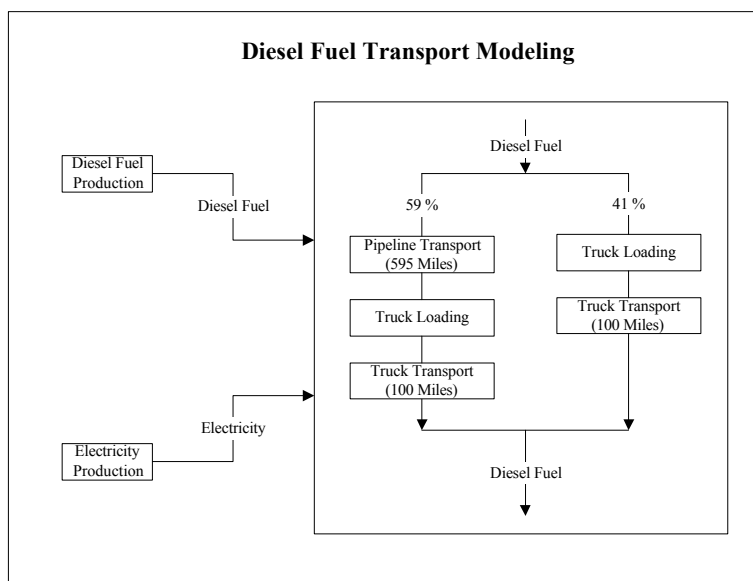 Diesel Fuel Transport Modeling
Diesel Fuel
Production
Diesel Fuel
Electricity
Electricity
Production
Diesel Fuel
59 %
41 %
Pipeline Transport
(595 Miles)
Truck Loading
Truck Loading
Truck Transport
(100 Miles)
Truck Transport
(100 Miles)
Diesel Fuel